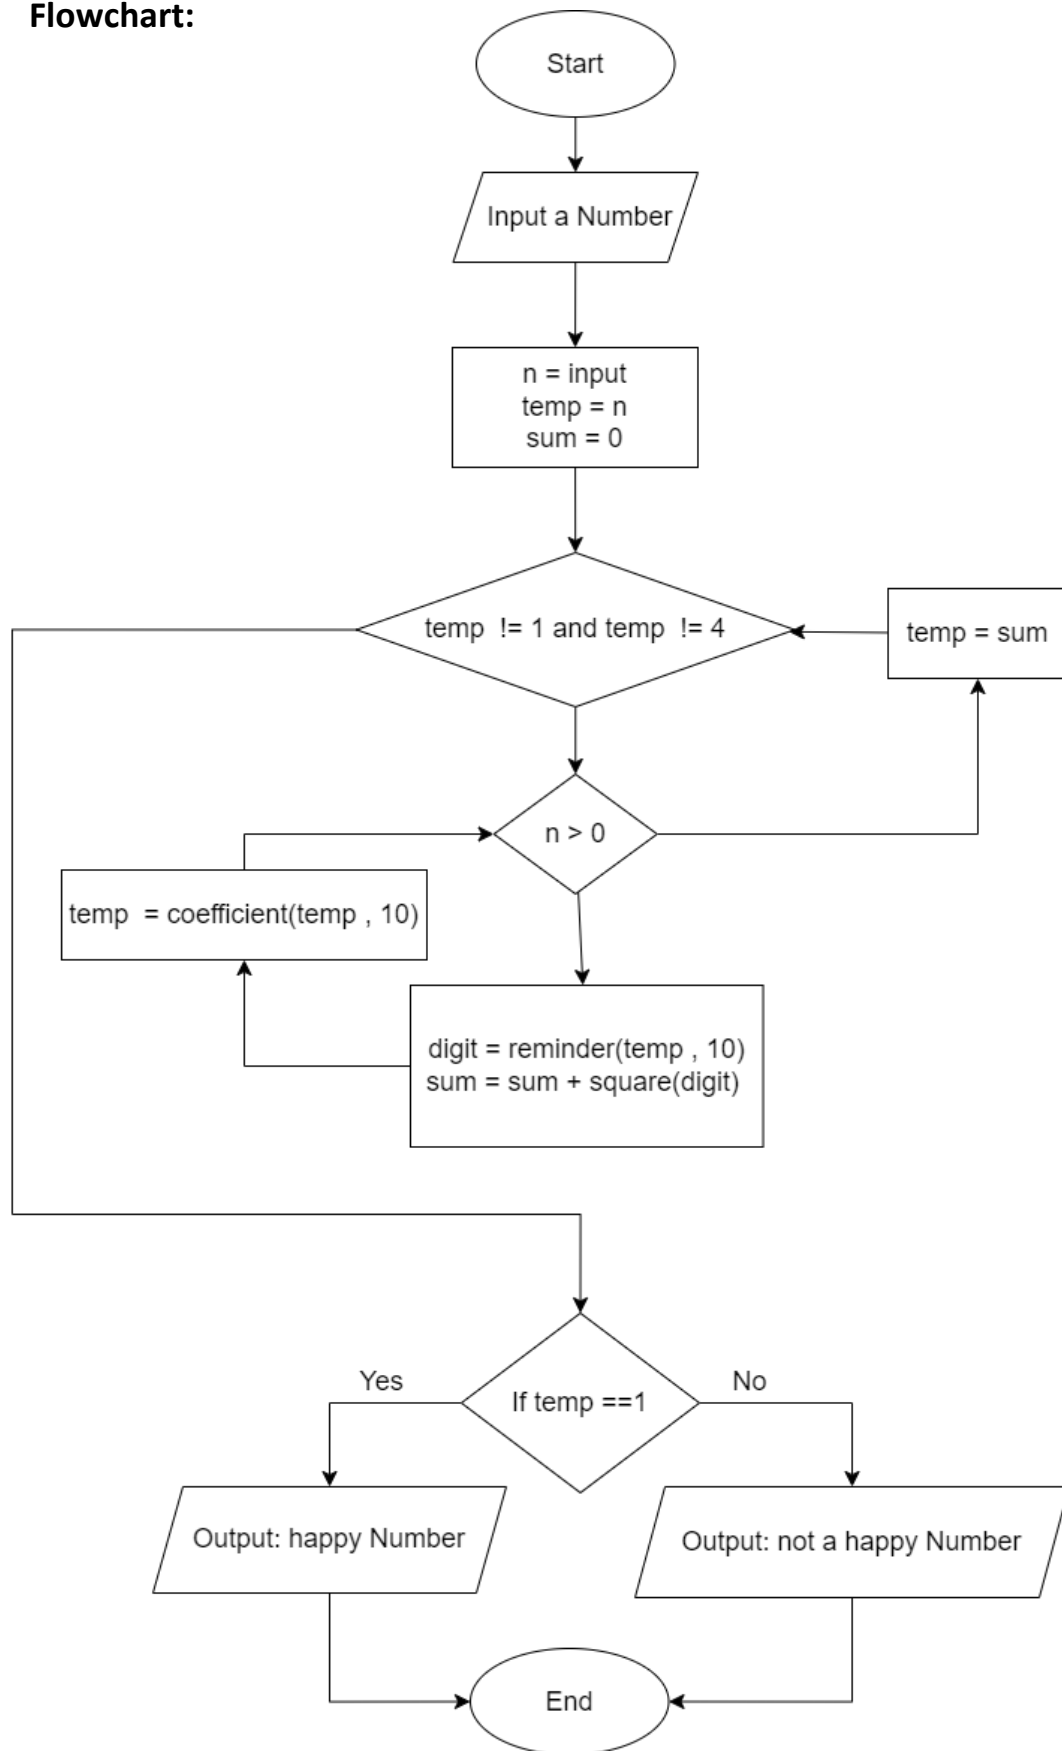 Flowchart:
Start
Input a Number
n = input
temp = n
sum = 0
temp != 1 and temp != 4
temp = sum
n > 0
temp = coefficient(temp , 10)
digit = reminder(temp , 10)
sum = sum + square(digit)
If temp ==1
Yes
No
Output: happy Number
Output: not a happy Number
End